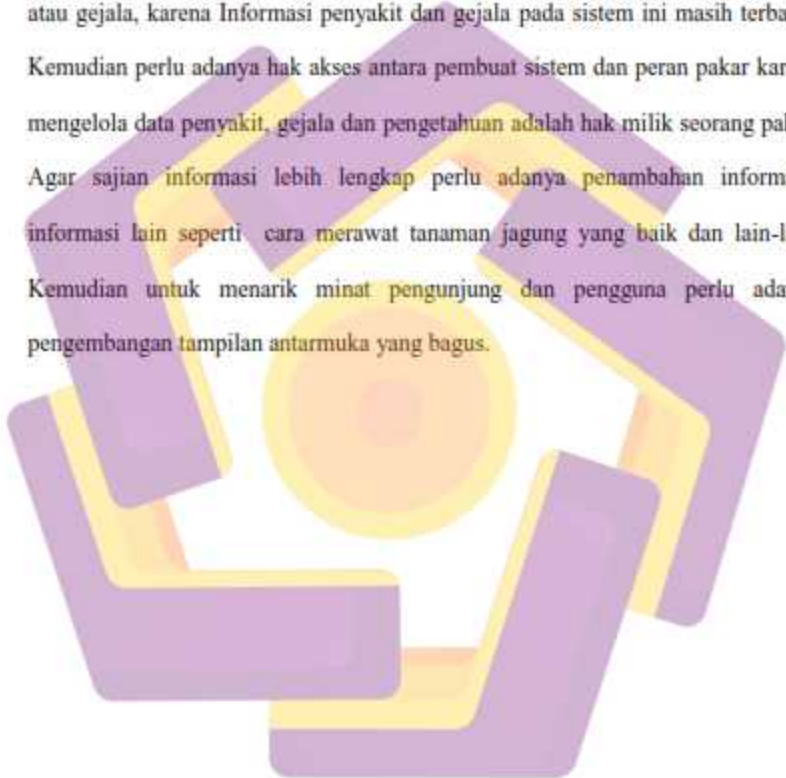 atau gejala, karena Informasi penyakit dan gejala pada sistem ini masih terba
Kemudian perlu adanya hak akses antara pembuat sistem dan peran pakar kar
mengelola data penyakit, gejala dan pengetahuan adalah hak milik seorang pal
Agar sajian informasi lebih lengkap perlu adanya penambahan inform
informasi lain seperti cara merawat tanaman jagung yang baik dan lain-l
Kemudian untuk menarik minat pengunjung dan pengguna perlu ada
pengembangan tampilan antarmuka yang bagus.